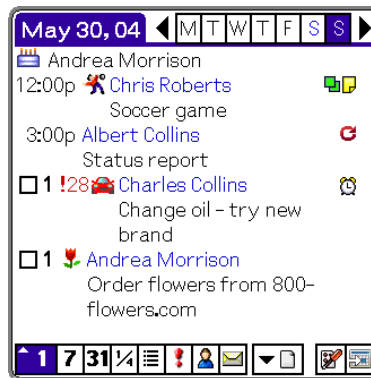 May 30, 04 M T W T F S S
Andrea Morrison
12:00p Chris Roberts
Soccer game
3:00p Albert Collins
Status report
1 !28 Charles Collins
Change oil - try new
brand
1 Andrea Morrison
Order flowers from 800-
flowers.com
1 7 31 1/4